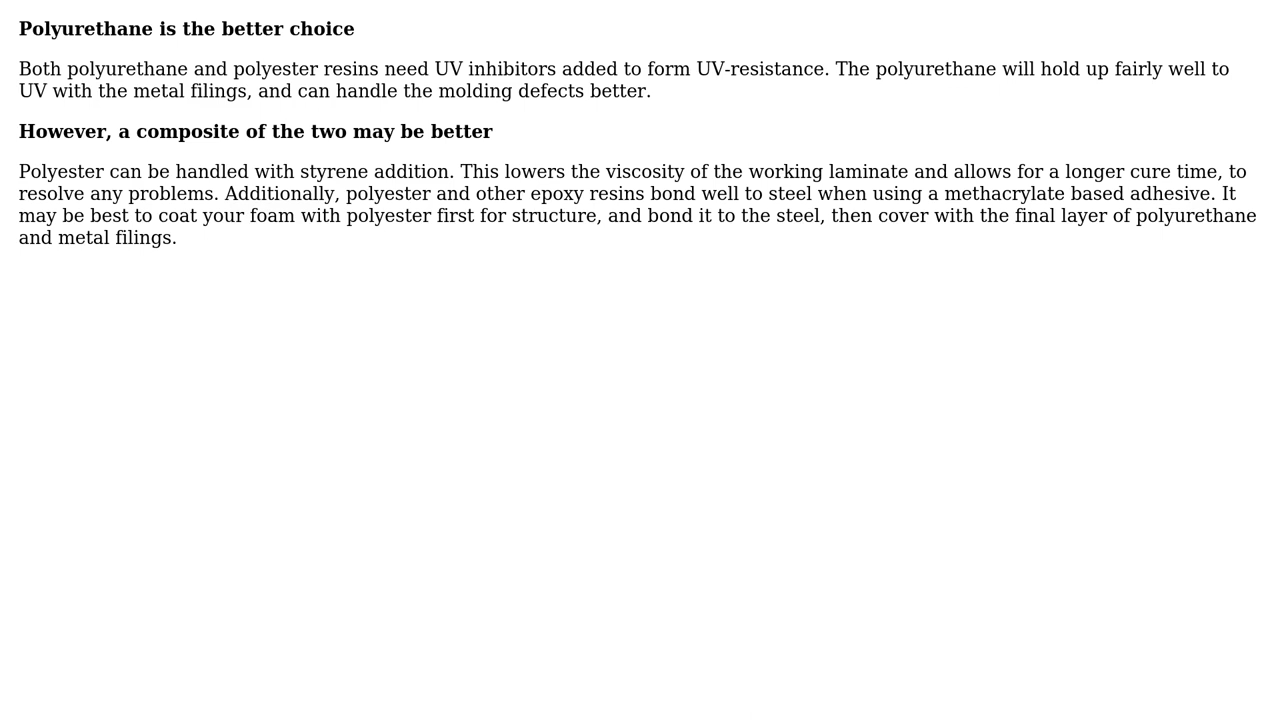 Polyurethane is the better choice
Both polyurethane and polyester resins need UV inhibitors added to form UV-resistance. The polyurethane will hold up fairly well to
UV with the metal filings, and can handle the molding defects better.
However, a composite of the two may be better
Polyester can be handled with styrene addition. This lowers the viscosity of the working laminate and allows for a longer cure time, to
resolve any problems. Additionally, polyester and other epoxy resins bond well to steel when using a methacrylate based adhesive. It
may be best to coat your foam with polyester first for structure, and bond it to the steel, then cover with the final layer of polyurethane
and metal filings.